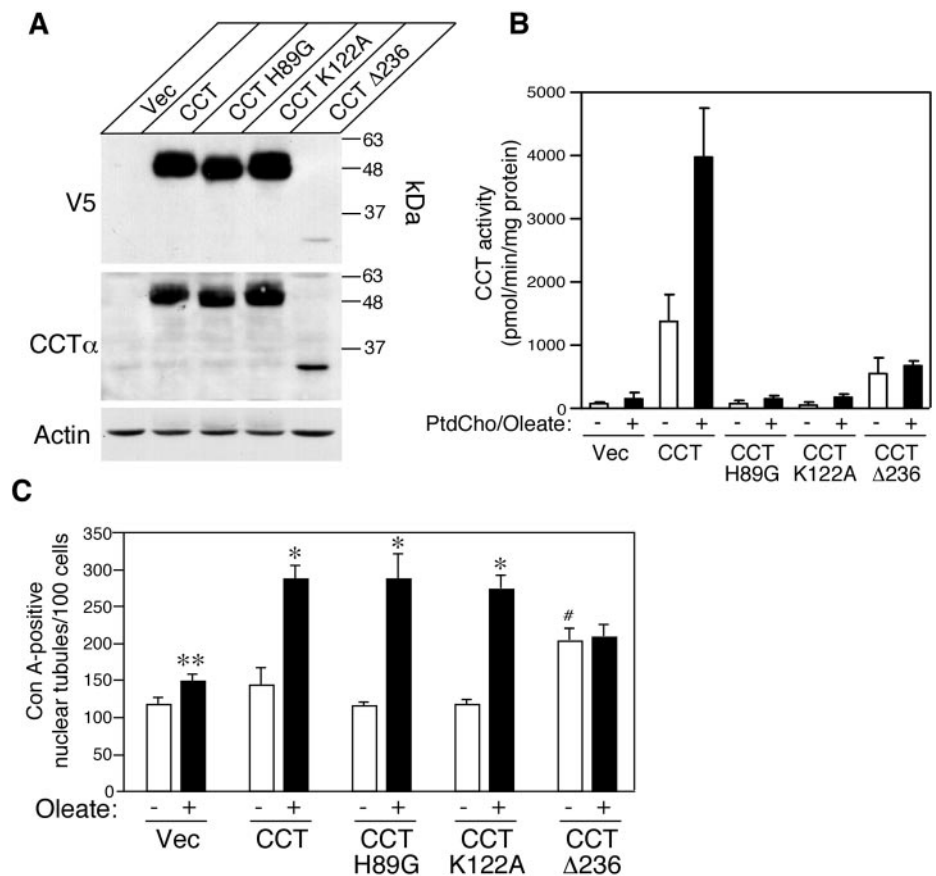 A
Vec
CCT
CCT H89G
CCT K122A
CCT Δ236
V5
63
48
37
kDa
CCTα
63
48
37
Actin
B
CCT activity
(pmol/min/mg protein)
5000
4000
3000
2000
1000
0
PtdCho/Oleate: - + - + - + - + - +
Vec CCT CCT CCT CCT
H89G K122A Δ236
C
Con A-positive
nuclear tubules/100 cells
350
300
250
200
150
100
50
0
** * * * #
Oleate: - + - + - + - + - +
Vec CCT CCT CCT CCT
H89G K122A Δ236